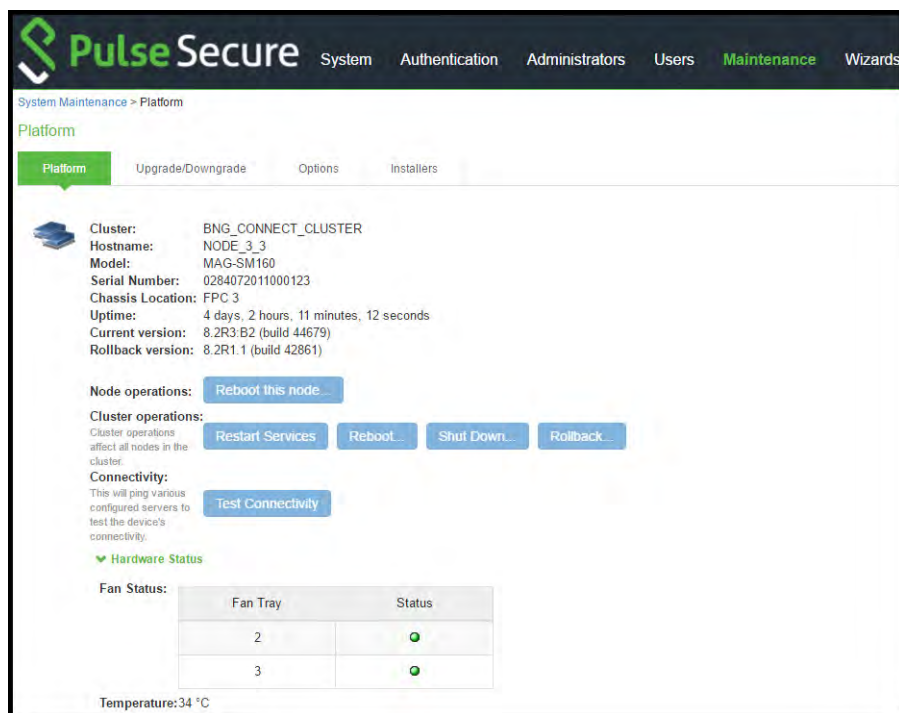 Pulse Secure System Authentication Administrators Users Maintenance Wizards
System Maintenance > Platform
Platform
Platform Upgrade/Downgrade Options Installers
Cluster: BNG_CONNECT_CLUSTER
Hostname: NODE_3_3
Model: MAG-SM160
Serial Number: 0284072011000123
Chassis Location: FPC 3
Uptime: 4 days, 2 hours, 11 minutes, 12 seconds
Current version: 8.2R3:B2 (build 44679)
Rollback version: 8.2R1.1 (build 42861)
Node operations: Reboot this node...
Cluster operations:
Cluster operations
affect all nodes in the
cluster.
Restart Services Reboot... Shut Down... Rollback...
Connectivity:
This will ping various
configured servers to
test the device's
connectivity.
Test Connectivity
Hardware Status
Fan Status:
Fan Tray Status
2
3
Temperature: 34 °C